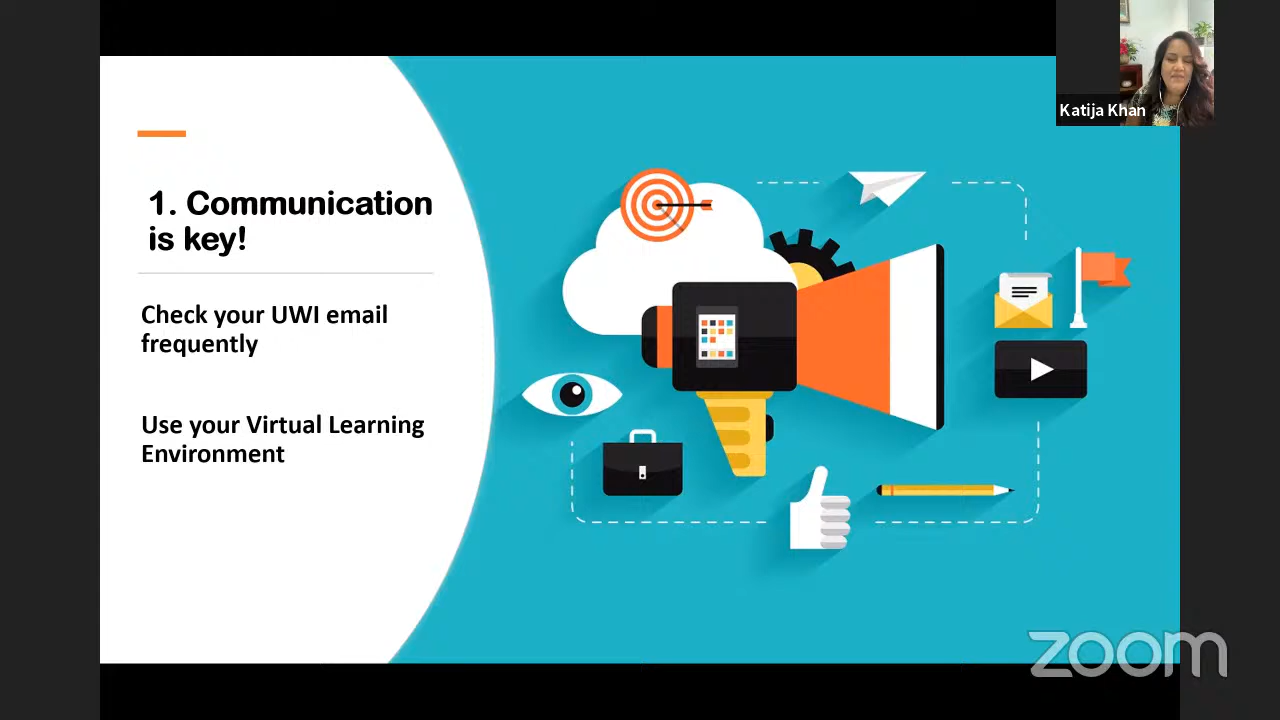 Katija Khan
1. Communication
is key!
Check your UWI email
frequently
Use your Virtual Learning
Environment
zoom